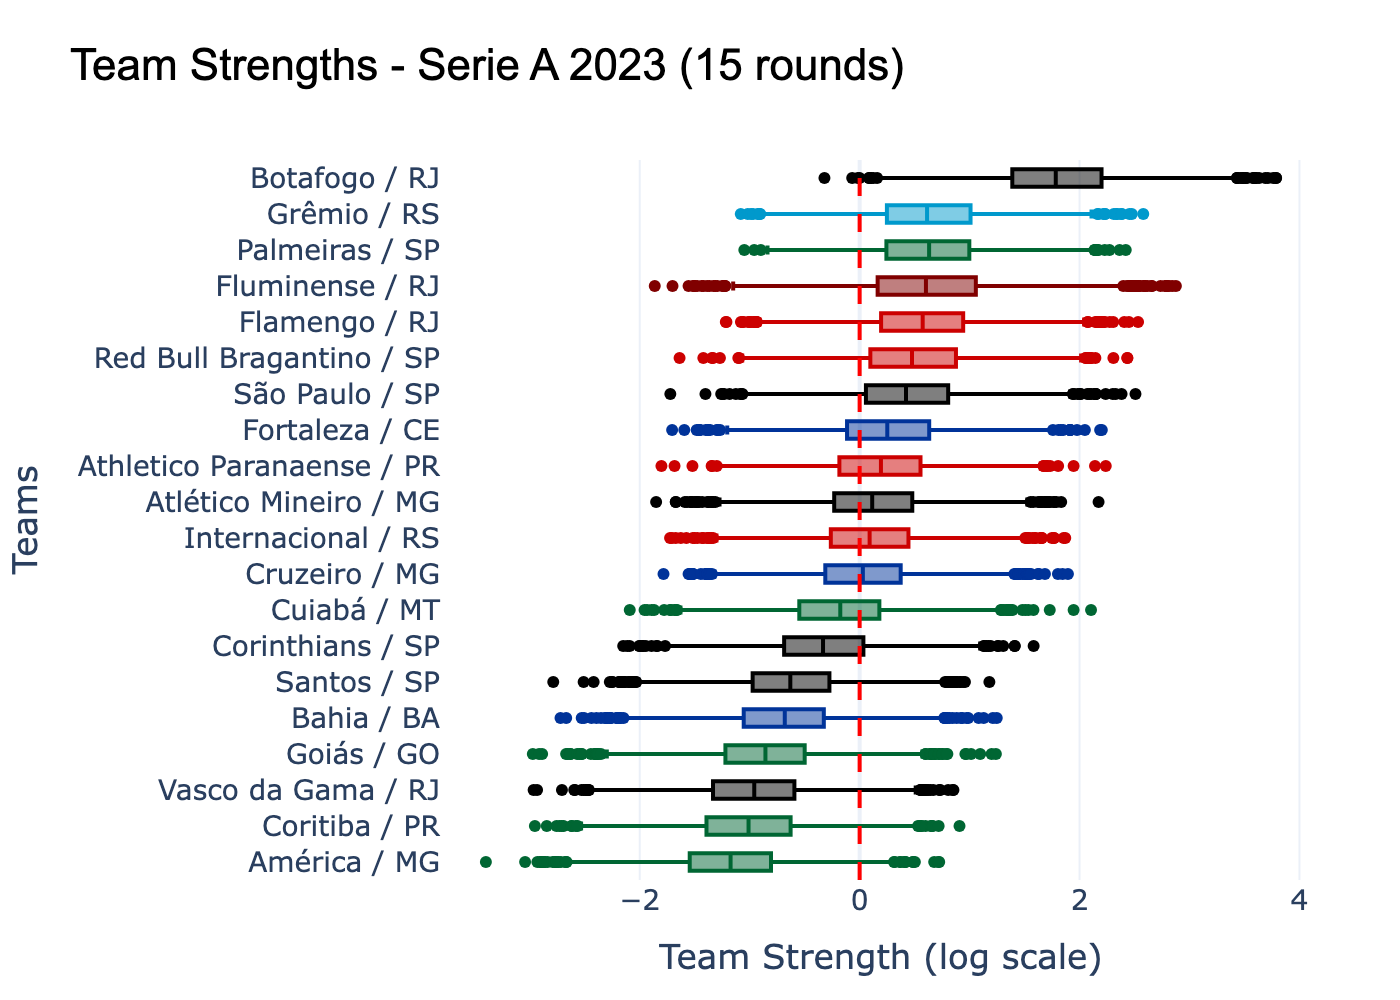 Team Strengths - Serie A 2023 (15 rounds)
Teams
Botafogo / RJ
Grêmio / RS
Palmeiras / SP
Fluminense / RJ
Flamengo / RJ
Red Bull Bragantino / SP
São Paulo / SP
Fortaleza / CE
Athletico Paranaense / PR
Atlético Mineiro / MG
Internacional / RS
Cruzeiro / MG
Cuiabá / MT
Corinthians / SP
Santos / SP
Bahia / BA
Goiás / GO
Vasco da Gama / RJ
Coritiba / PR
América / MG
−2 0 2 4
Team Strength (log scale)